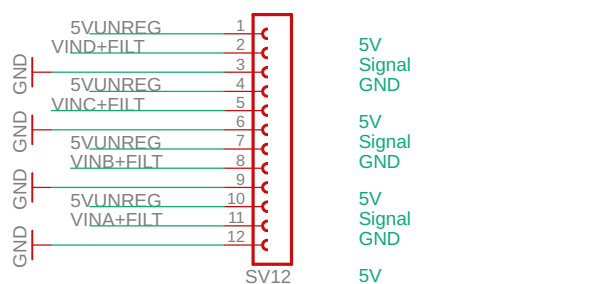 5VUNREG 1
VIND+FILT 2
5V
GND 3
Signal
5VUNREG 4
GND
VINC+FILT 5
GND 6
5V
5VUNREG 7
Signal
VINB+FILT 8
GND
GND 9
5VUNREG 10
5V
VINA+FILT 11
Signal
GND 12
GND
SV12
5V